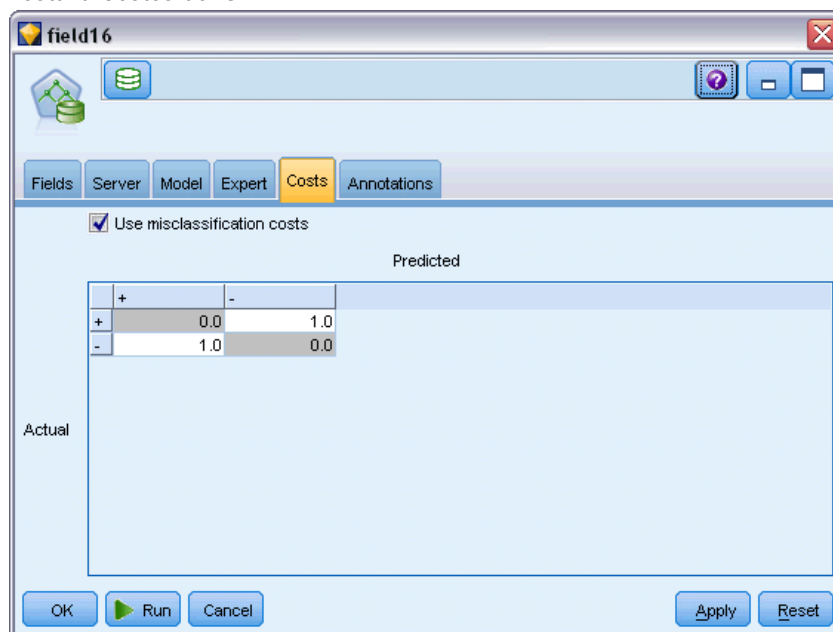 field16
Fields Server Model Expert Costs Annotations
Use misclassification costs
Predicted
+ -
+ 0.0 1.0
- 1.0 0.0
Actual
OK Run Cancel Apply Reset